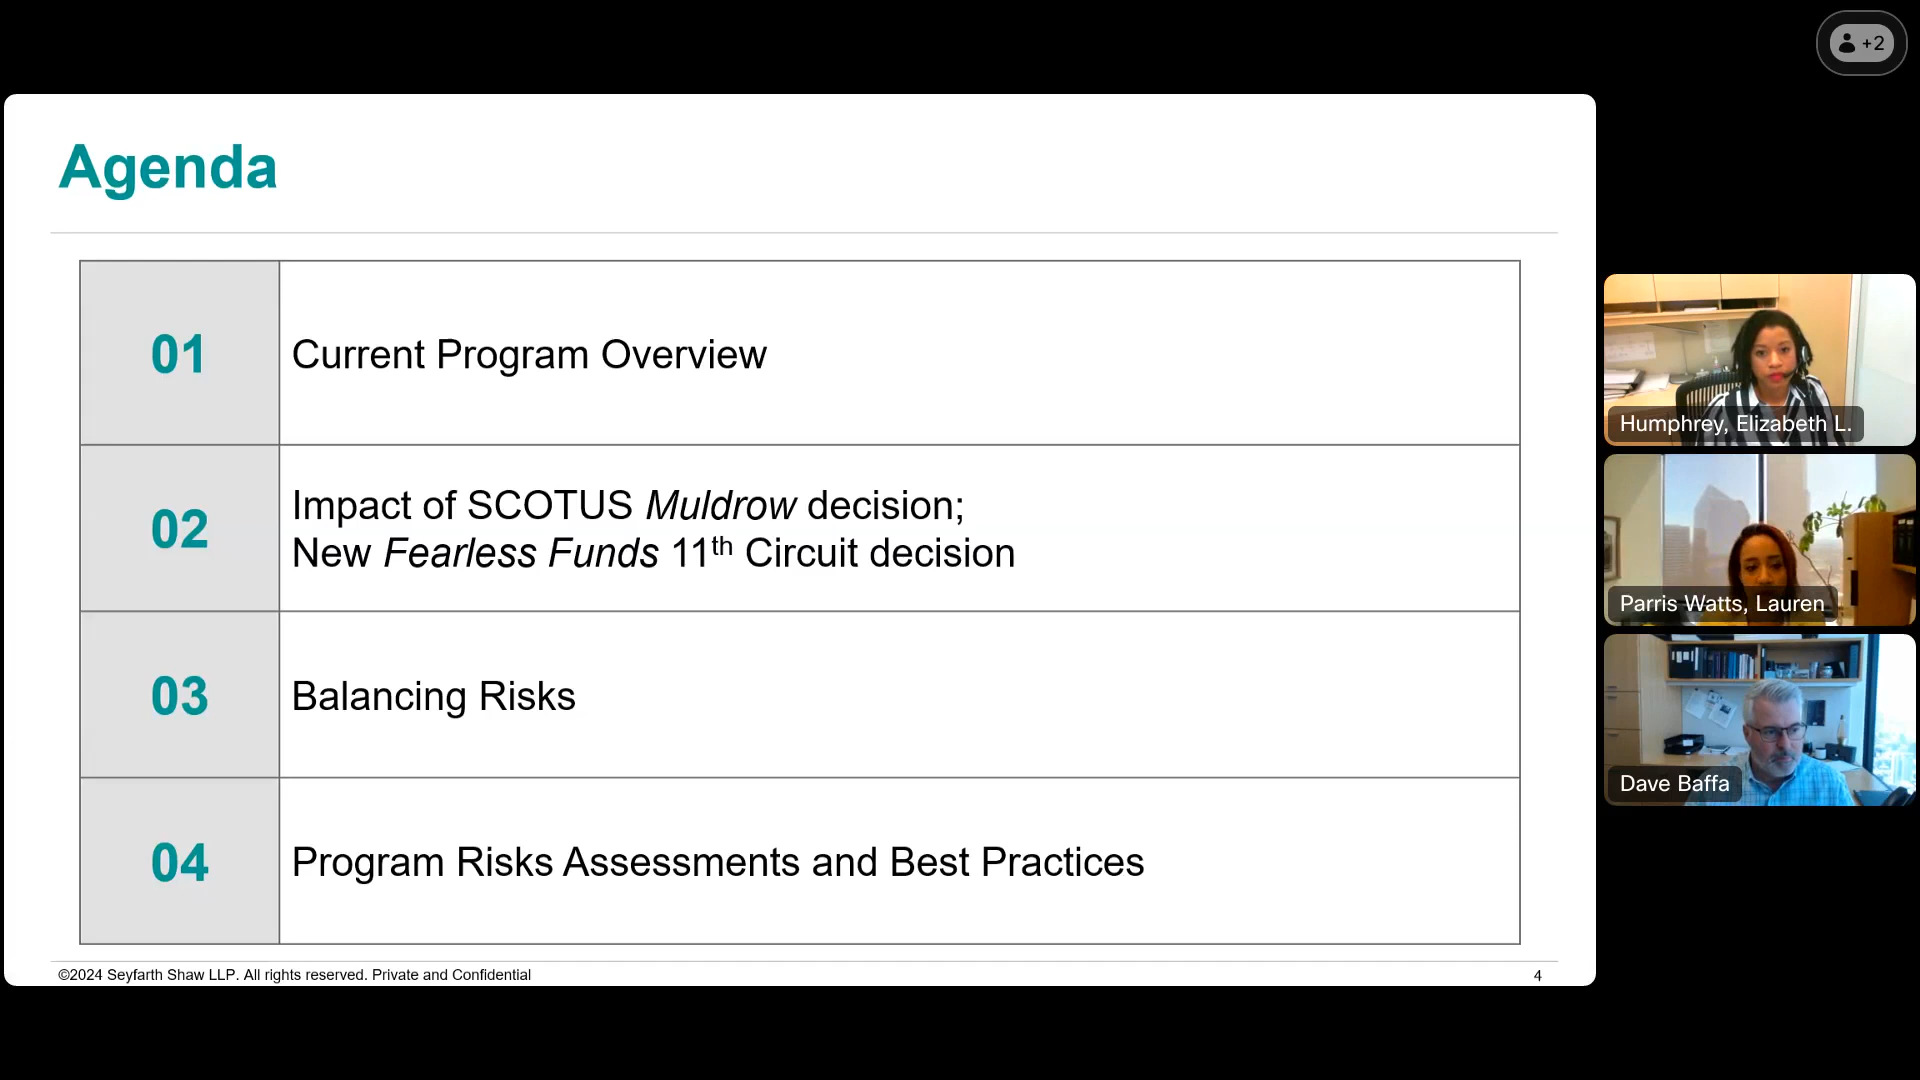 +2
Agenda
01
Current Program Overview
02
Impact of SCOTUS Muldrow decision;
New Fearless Funds 11th Circuit decision
03
Balancing Risks
04
Program Risks Assessments and Best Practices
©2024 Seyfarth Shaw LLP. All rights reserved. Private and Confidential
4
Humphrey, Elizabeth L.
Parris Watts, Lauren
Dave Baffa